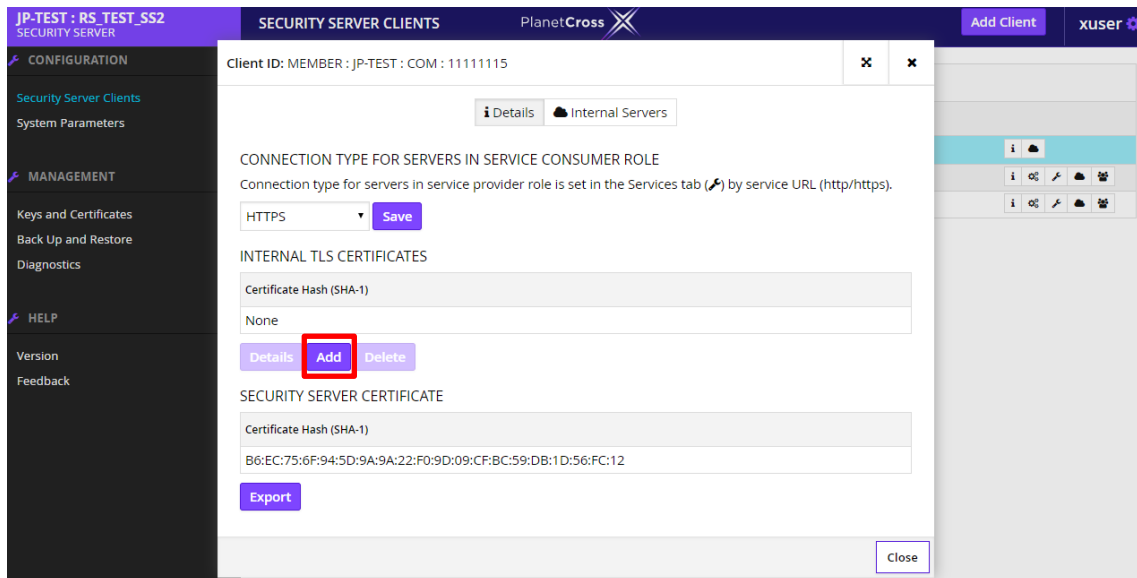 JP-TEST : RS_TEST_SS2
SECURITY SERVER
SECURITY SERVER CLIENTS
PlanetCross
Add Client
xuser
CONFIGURATION
Security Server Clients
System Parameters
MANAGEMENT
Keys and Certificates
Back Up and Restore
Diagnostics
HELP
Version
Feedback
Client ID: MEMBER : JP-TEST : COM : 11111115
Details
Internal Servers
CONNECTION TYPE FOR SERVERS IN SERVICE CONSUMER ROLE
Connection type for servers in service provider role is set in the Services tab () by service URL (http/https).
HTTPS
Save
INTERNAL TLS CERTIFICATES
Certificate Hash (SHA-1)
None
Details
Add
Delete
SECURITY SERVER CERTIFICATE
Certificate Hash (SHA-1)
B6:EC:75:6F:94:5D:9A:9A:22:F0:9D:09:CF:BC:59:DB:1D:56:FC:12
Export
Close